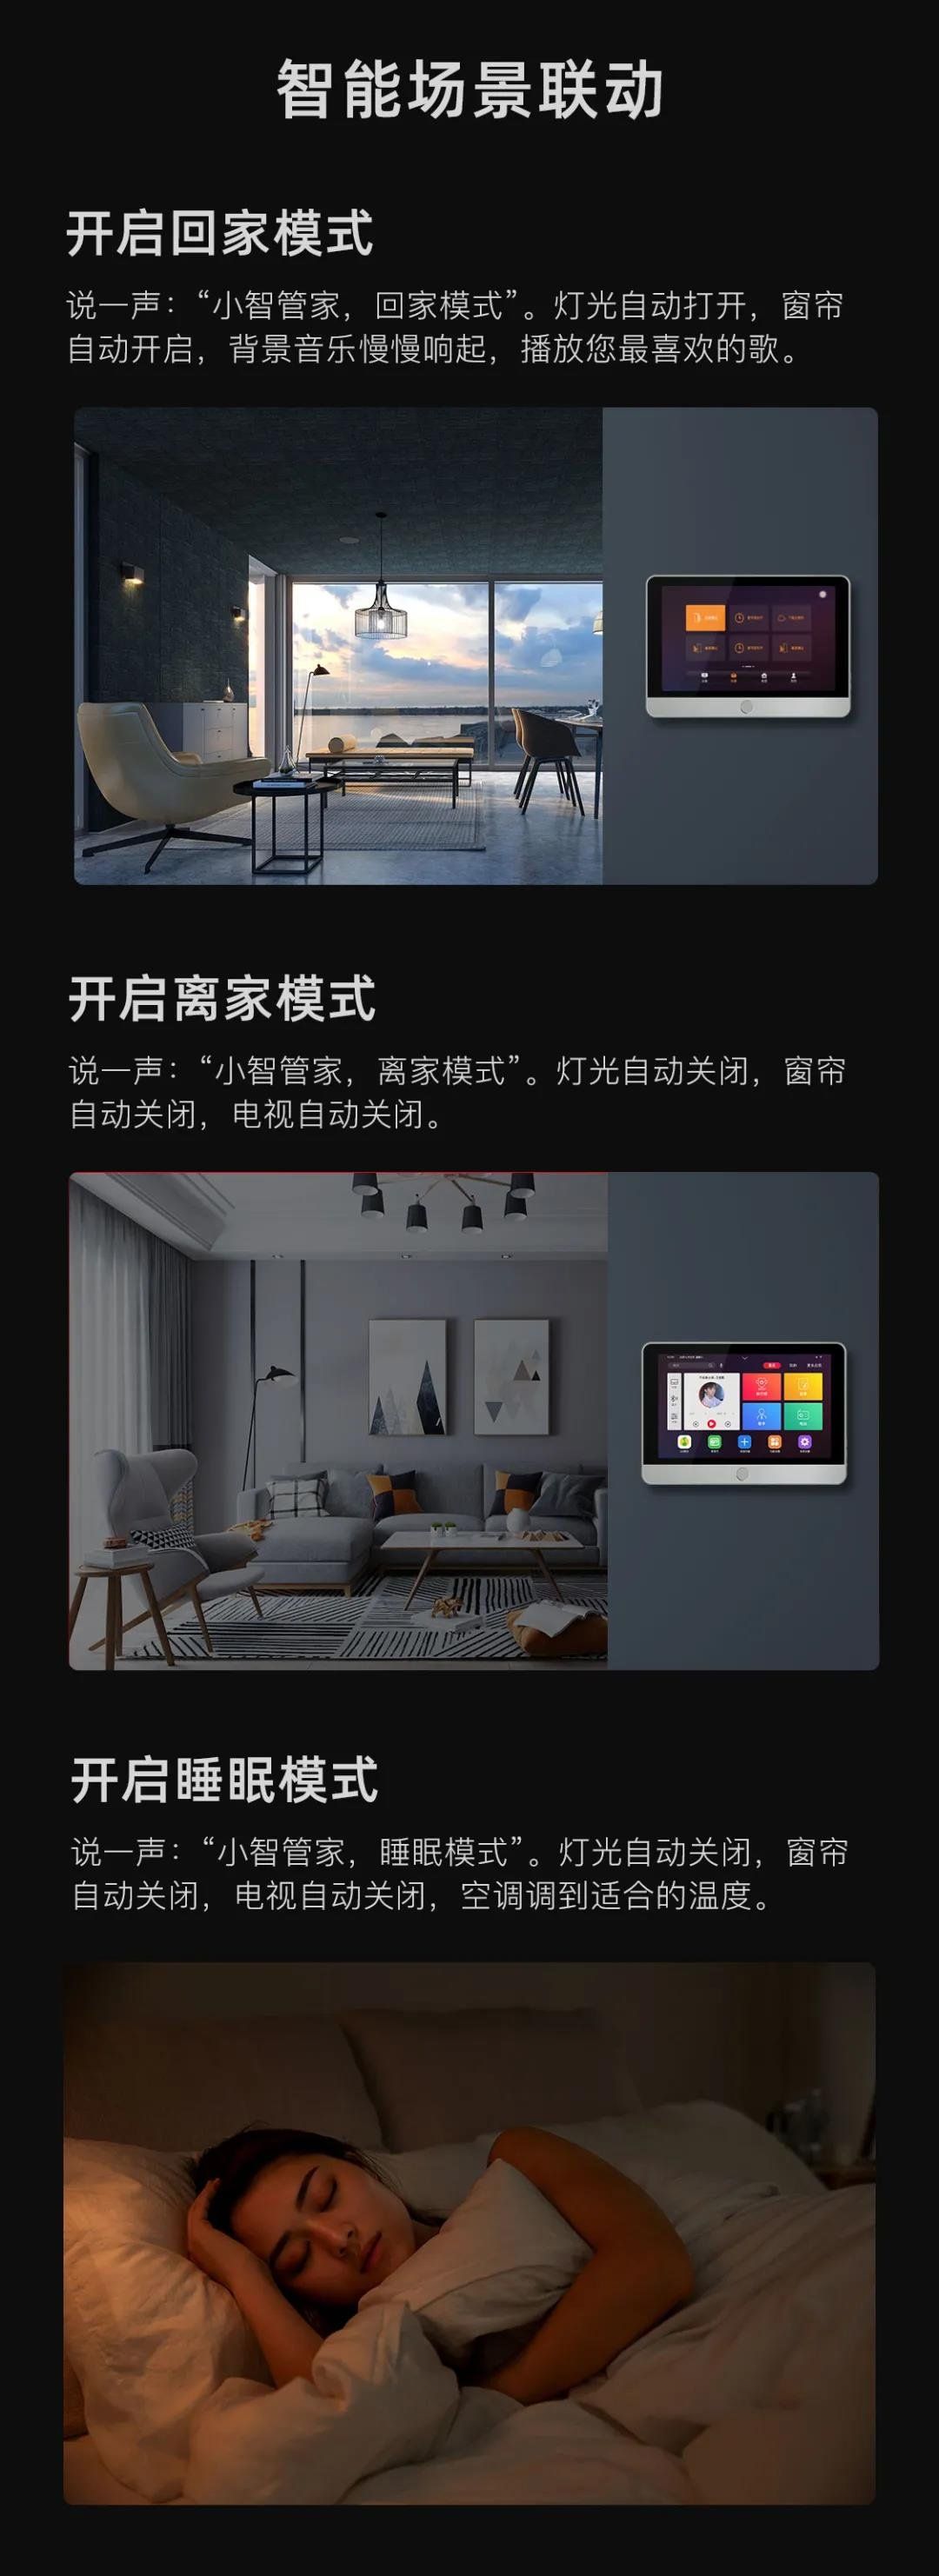 智能场景联动
开启回家模式
说一声：“小智管家，回家模式”。灯光自动打开，窗帘
自动开启，背景音乐慢慢响起，播放您最喜欢的歌。
开启离家模式
说一声：“小智管家，离家模式”。灯光自动关闭，窗帘
自动关闭，电视自动关闭。
开启睡眠模式
说一声：“小智管家，睡眠模式”。灯光自动关闭，窗帘
自动关闭，电视自动关闭，空调调到适合的温度。